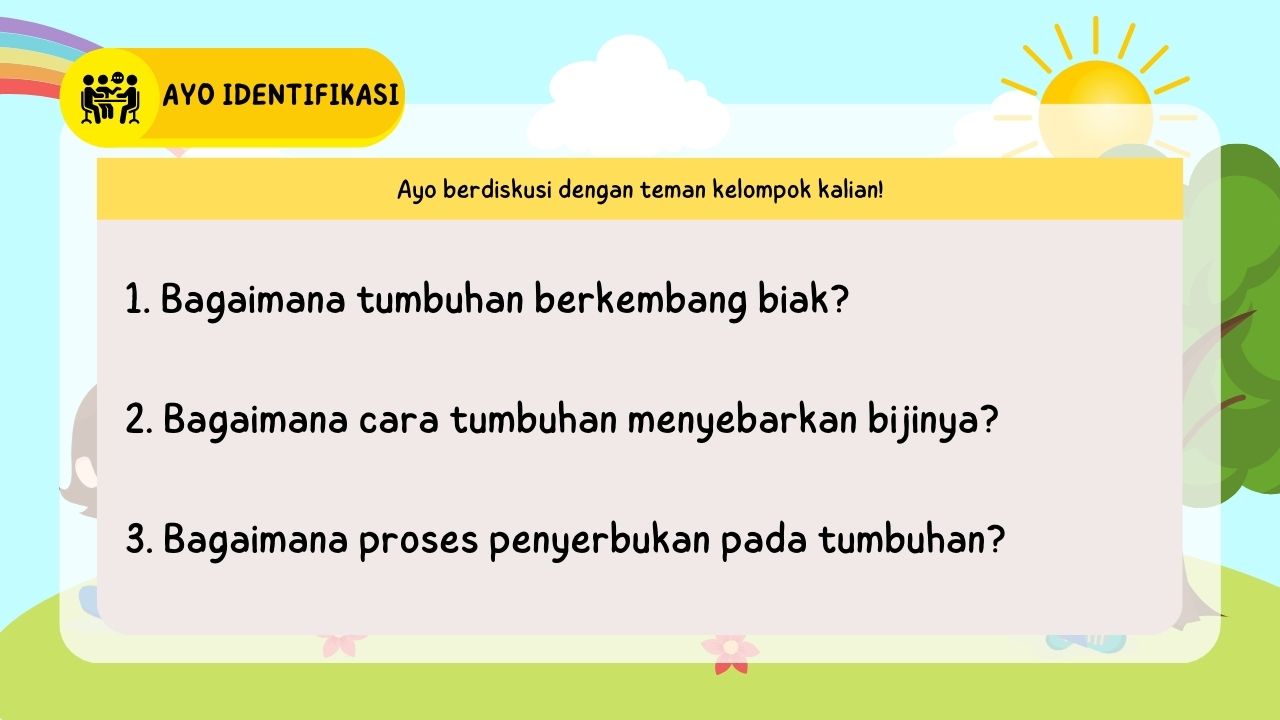 AYO IDENTIFIKASI
Ayo berdiskusi dengan teman kelompok kalian!
1. Bagaimana tumbuhan berkembang biak?
2. Bagaimana cara tumbuhan menyebarkan bijinya?
3. Bagaimana proses penyerbukan pada tumbuhan?